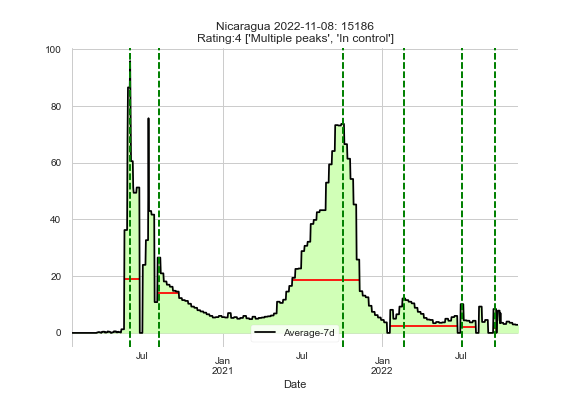 Nicaragua 2022-11-08: 15186
Rating:4 ['Multiple peaks', 'In control']
100
80
60
40
20
0
Average-7d
Jul
Jan
2021
Jul
Jan
2022
Jul
Date